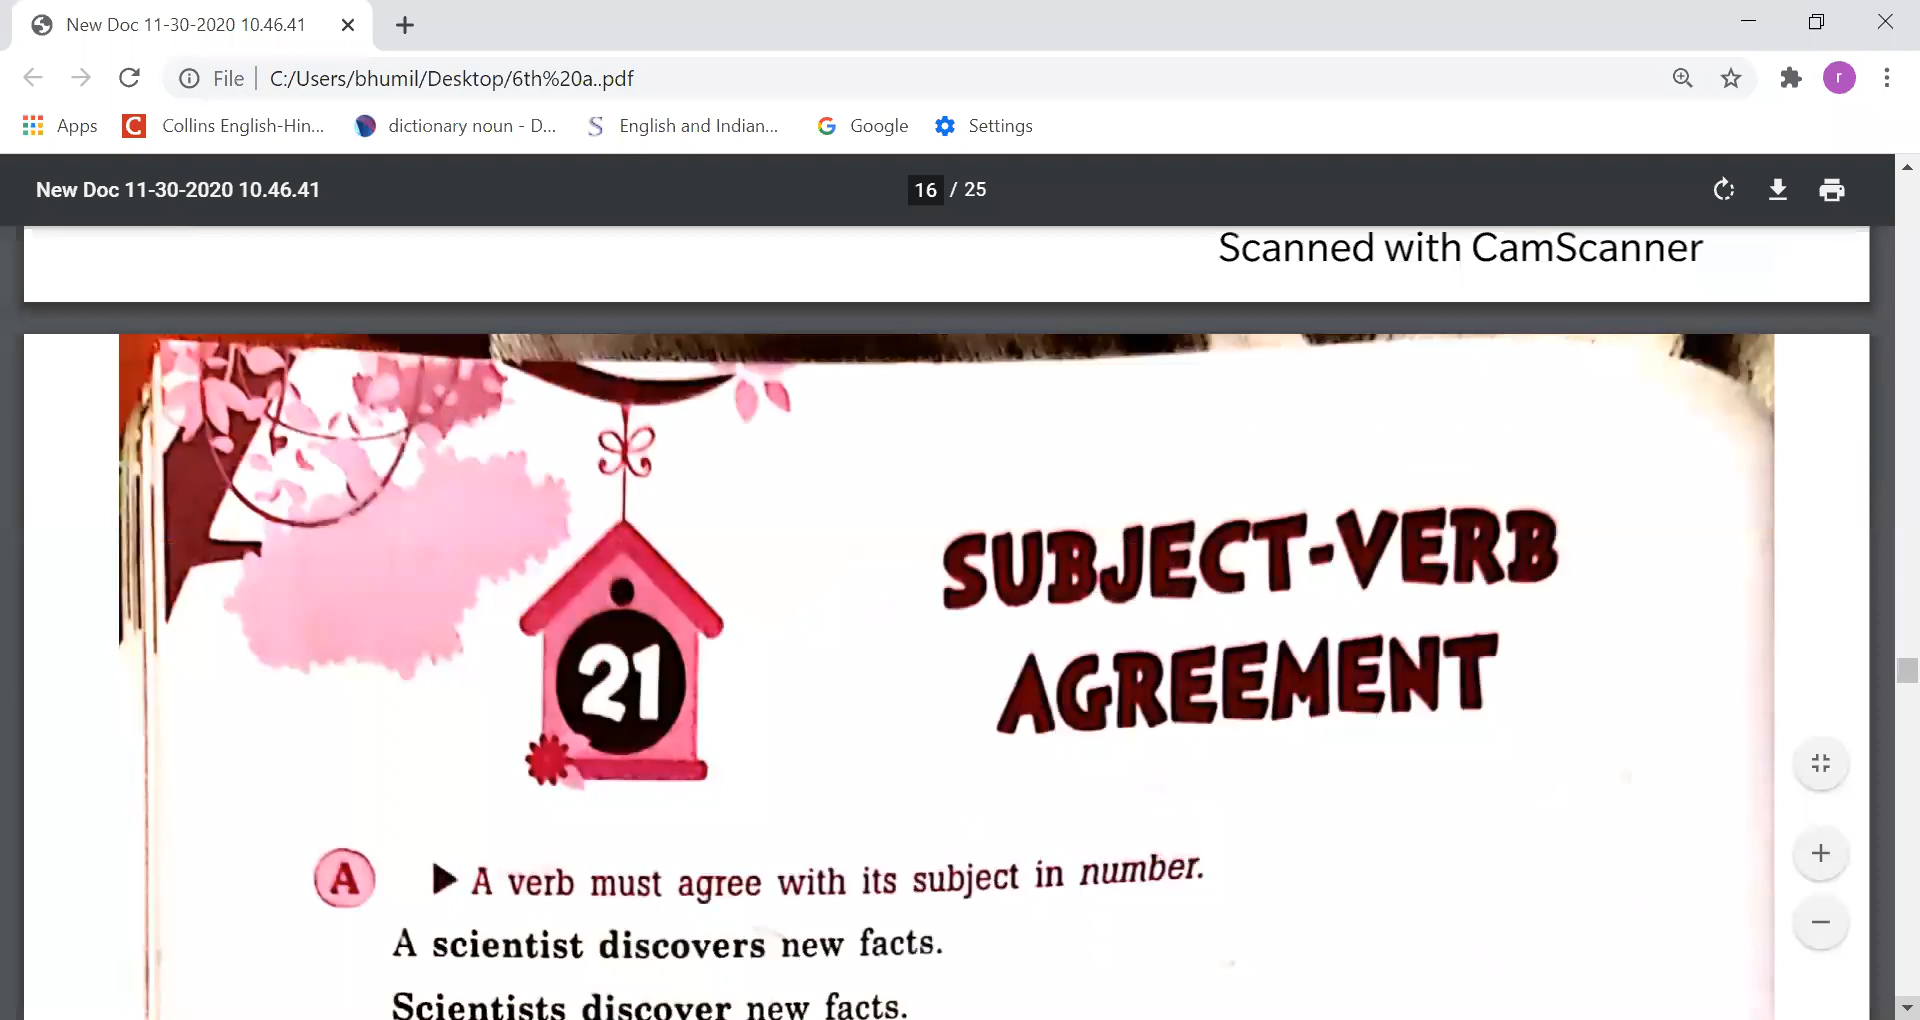 New Doc 11-30-2020 10.46.41
File C:/Users/bhumil/Desktop/6th%20a..pdf
r
Apps Collins English-Hin... dictionary noun - D... English and Indian... Google Settings
New Doc 11-30-2020 10.46.41 16 / 25
Scanned with CamScanner
21
SUBJECT-VERB
AGREEMENT
A ▶ A verb must agree with its subject in number.
A scientist discovers new facts.
Scientists discover new facts.